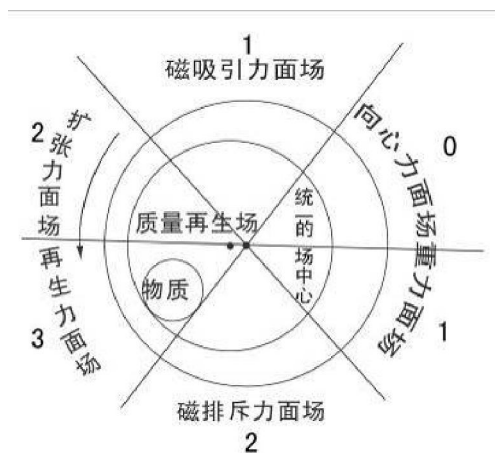 1
磁吸引力面场
向心力面场
0
2
扩张力面场
统一的场中心
质量再生场
物质
再生力面场
3
重力面场
1
磁排斥力面场
2